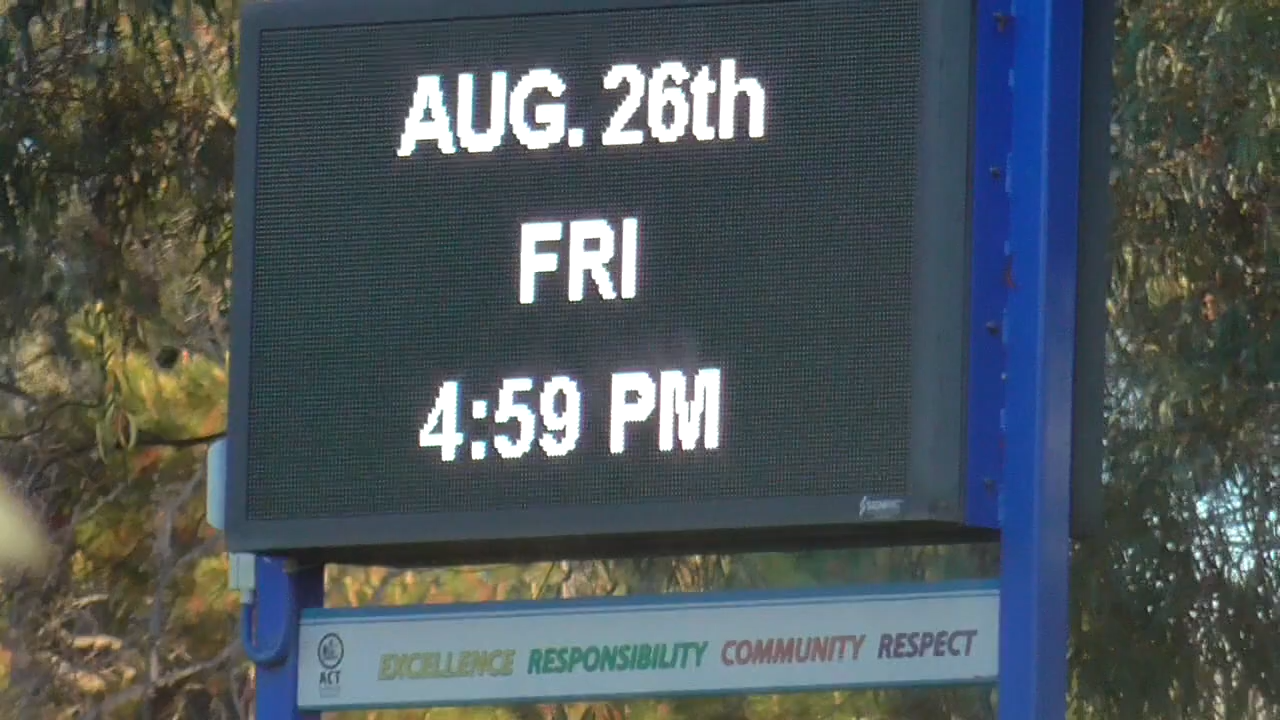 AUG. 26th
FRI
4:59 PM
ACT
EXCELLENCE RESPONSIBILITY COMMUNITY RESPECT